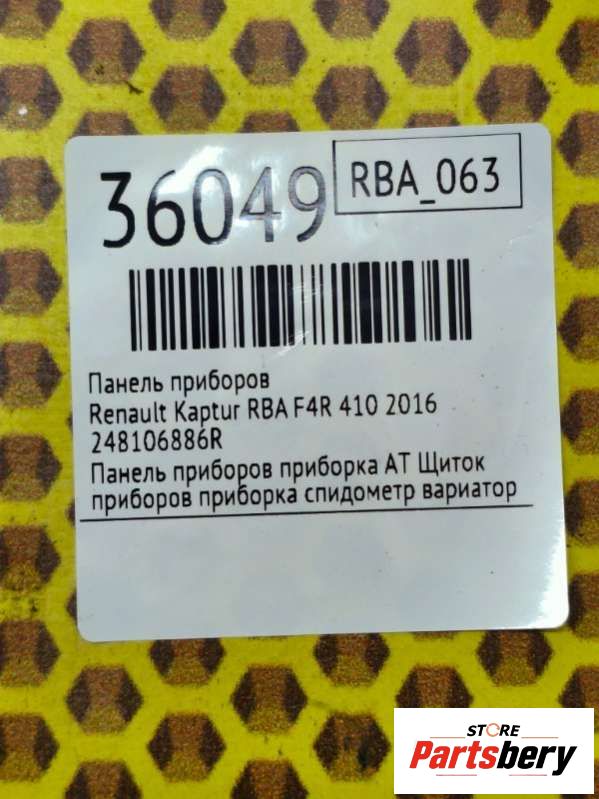 36049
RBA_063
Панель приборов
Renault Kaptur RBA F4R 410 2016
248106886R
Панель приборов приборка АТ Щиток
приборов приборка спидометр вариатор
STORE
Partsbery